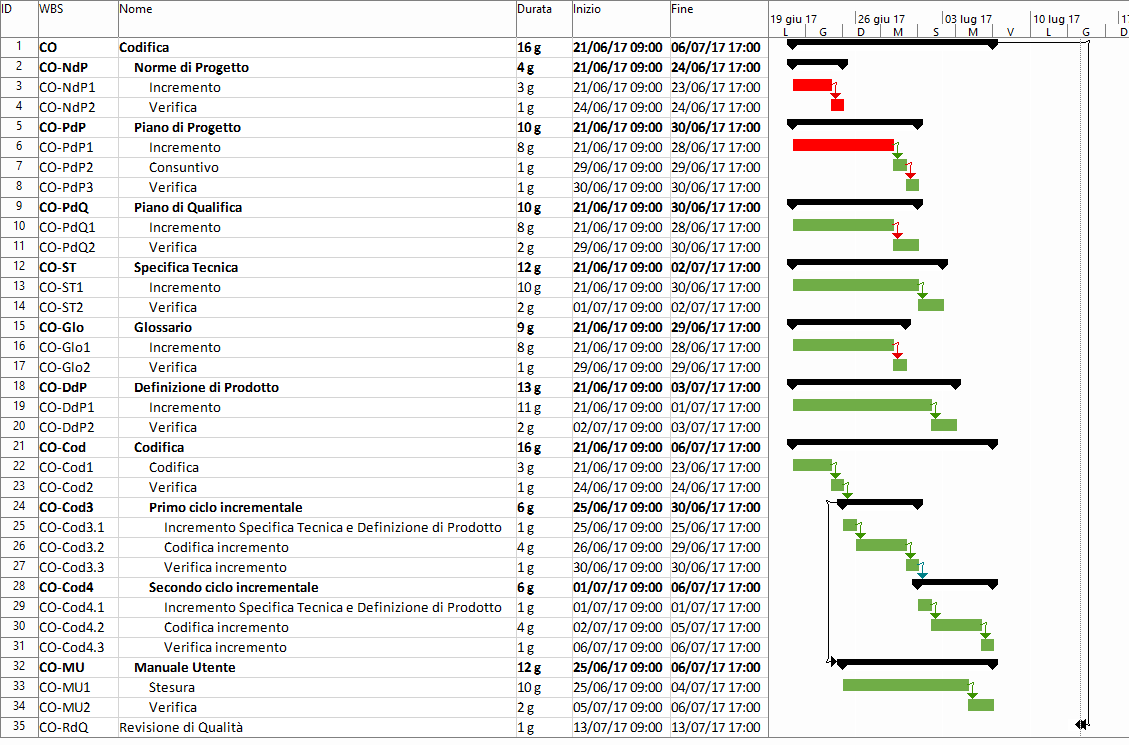 ID WBS Nome Durata Inizio Fine
19 giu 17 26 giu 17 03 lug 17 10 lug 17 17
L G D M S M V L G D
1 CO Codifica 16 g 21/06/17 09:00 06/07/17 17:00
2 CO-NdP Norme di Progetto 4 g 21/06/17 09:00 24/06/17 17:00
3 CO-NdP1 Incremento 3 g 21/06/17 09:00 23/06/17 17:00
4 CO-NdP2 Verifica 1 g 24/06/17 09:00 24/06/17 17:00
5 CO-PdP Piano di Progetto 10 g 21/06/17 09:00 30/06/17 17:00
6 CO-PdP1 Incremento 8 g 21/06/17 09:00 28/06/17 17:00
7 CO-PdP2 Consuntivo 1 g 29/06/17 09:00 29/06/17 17:00
8 CO-PdP3 Verifica 1 g 30/06/17 09:00 30/06/17 17:00
9 CO-PdQ Piano di Qualifica 10 g 21/06/17 09:00 30/06/17 17:00
10 CO-PdQ1 Incremento 8 g 21/06/17 09:00 28/06/17 17:00
11 CO-PdQ2 Verifica 2 g 29/06/17 09:00 30/06/17 17:00
12 CO-ST Specifica Tecnica 12 g 21/06/17 09:00 02/07/17 17:00
13 CO-ST1 Incremento 10 g 21/06/17 09:00 30/06/17 17:00
14 CO-ST2 Verifica 2 g 01/07/17 09:00 02/07/17 17:00
15 CO-Glo Glossario 9 g 21/06/17 09:00 29/06/17 17:00
16 CO-Glo1 Incremento 8 g 21/06/17 09:00 28/06/17 17:00
17 CO-Glo2 Verifica 1 g 29/06/17 09:00 29/06/17 17:00
18 CO-DdP Definizione di Prodotto 13 g 21/06/17 09:00 03/07/17 17:00
19 CO-DdP1 Incremento 11 g 21/06/17 09:00 01/07/17 17:00
20 CO-DdP2 Verifica 2 g 02/07/17 09:00 03/07/17 17:00
21 CO-Cod Codifica 16 g 21/06/17 09:00 06/07/17 17:00
22 CO-Cod1 Codifica 3 g 21/06/17 09:00 23/06/17 17:00
23 CO-Cod2 Verifica 1 g 24/06/17 09:00 24/06/17 17:00
24 CO-Cod3 Primo ciclo incrementale 6 g 25/06/17 09:00 30/06/17 17:00
25 CO-Cod3.1 Incremento Specifica Tecnica e Definizione di Prodotto 1 g 25/06/17 09:00 25/06/17 17:00
26 CO-Cod3.2 Codifica incremento 4 g 26/06/17 09:00 29/06/17 17:00
27 CO-Cod3.3 Verifica incremento 1 g 30/06/17 09:00 30/06/17 17:00
28 CO-Cod4 Secondo ciclo incrementale 6 g 01/07/17 09:00 06/07/17 17:00
29 CO-Cod4.1 Incremento Specifica Tecnica e Definizione di Prodotto 1 g 01/07/17 09:00 01/07/17 17:00
30 CO-Cod4.2 Codifica incremento 4 g 02/07/17 09:00 05/07/17 17:00
31 CO-Cod4.3 Verifica incremento 1 g 06/07/17 09:00 06/07/17 17:00
32 CO-MU Manuale Utente 12 g 25/06/17 09:00 06/07/17 17:00
33 CO-MU1 Stesura 10 g 25/06/17 09:00 04/07/17 17:00
34 CO-MU2 Verifica 2 g 05/07/17 09:00 06/07/17 17:00
35 CO-RdQ Revisione di Qualità 1 g 13/07/17 09:00 13/07/17 17:00